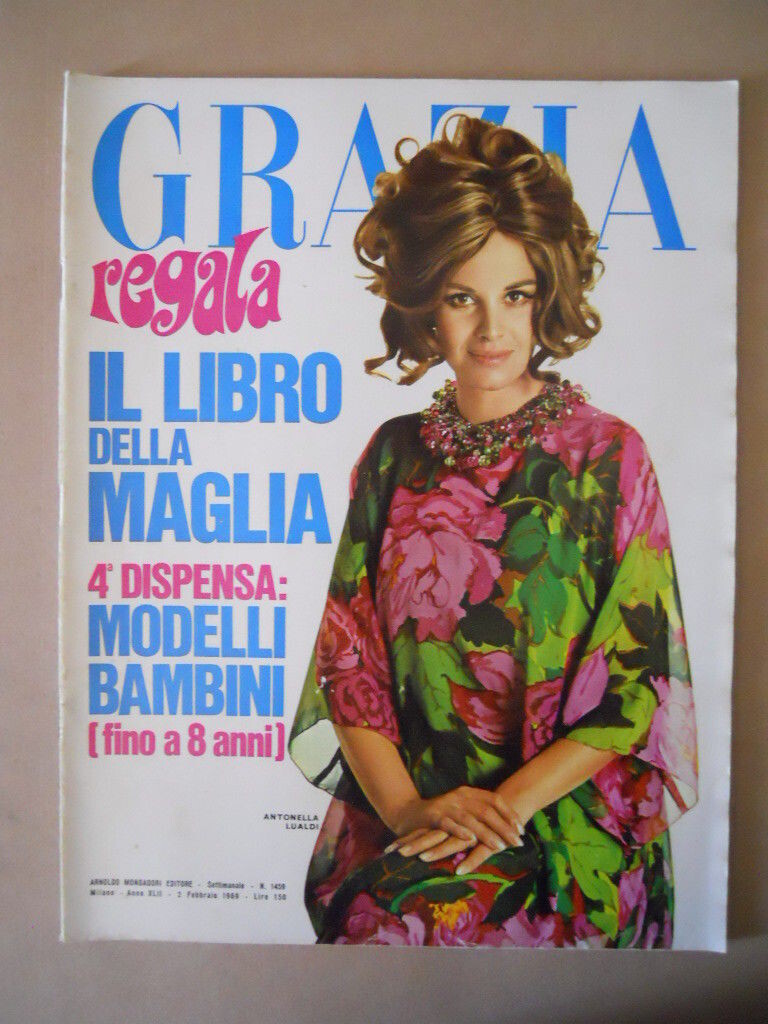 GRAZIA
regala
IL LIBRO
DELLA
MAGLIA
4ª DISPENSA:
MODELLI
BAMBINI
(fino a 8 anni)
ANTONELLA
LUALDI
ARNOLDO MONDADORI EDITORE - Settimanale - N. 1459
Milano - Anno XLII - 2 Febbraio 1969 - Lire 150